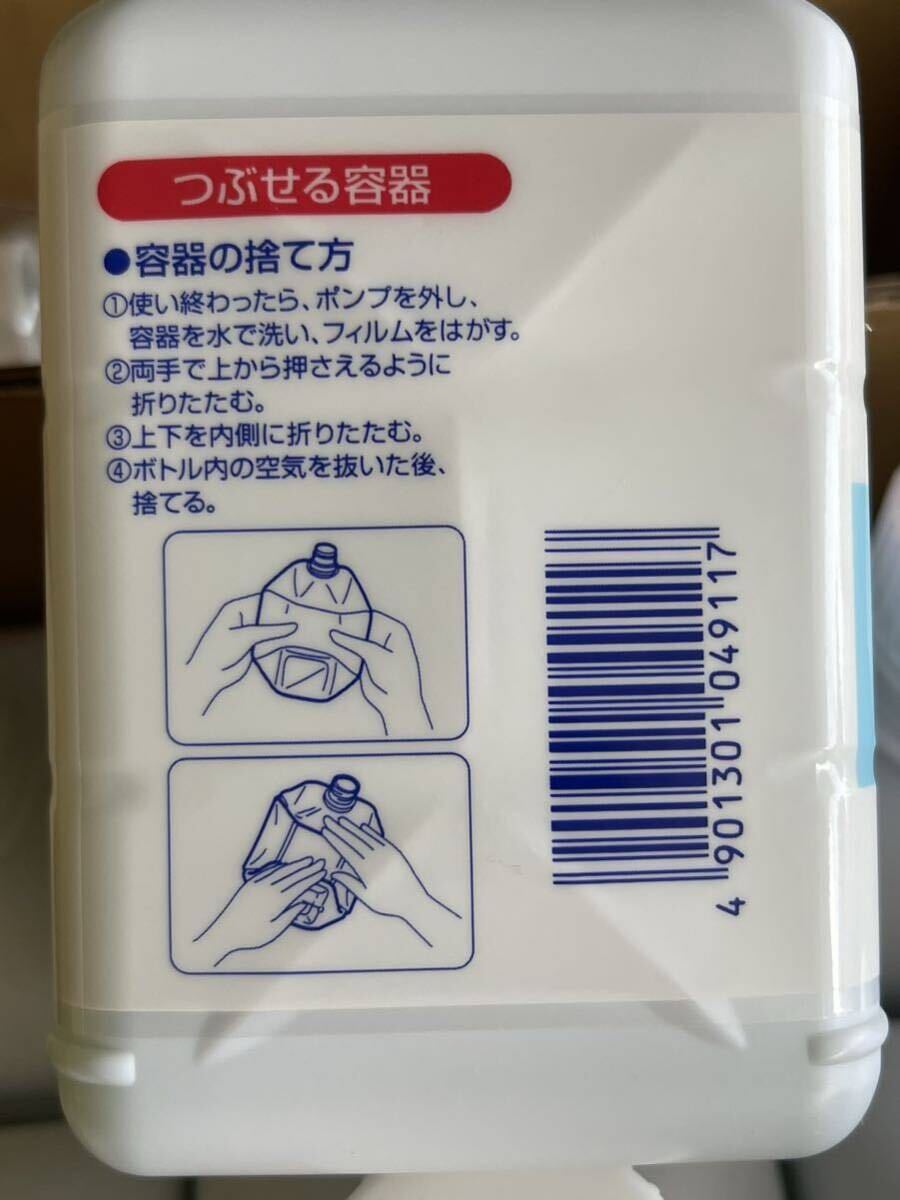 つぶせる容器
●容器の捨て方
①使い終わったら、ポンプを外し、
容器を水で洗い、フィルムをはがす。
②両手で上から押さえるように
折りたたむ。
③上下を内側に折りたたむ。
④ボトル内の空気を抜いた後、
捨てる。
4 901301 049117